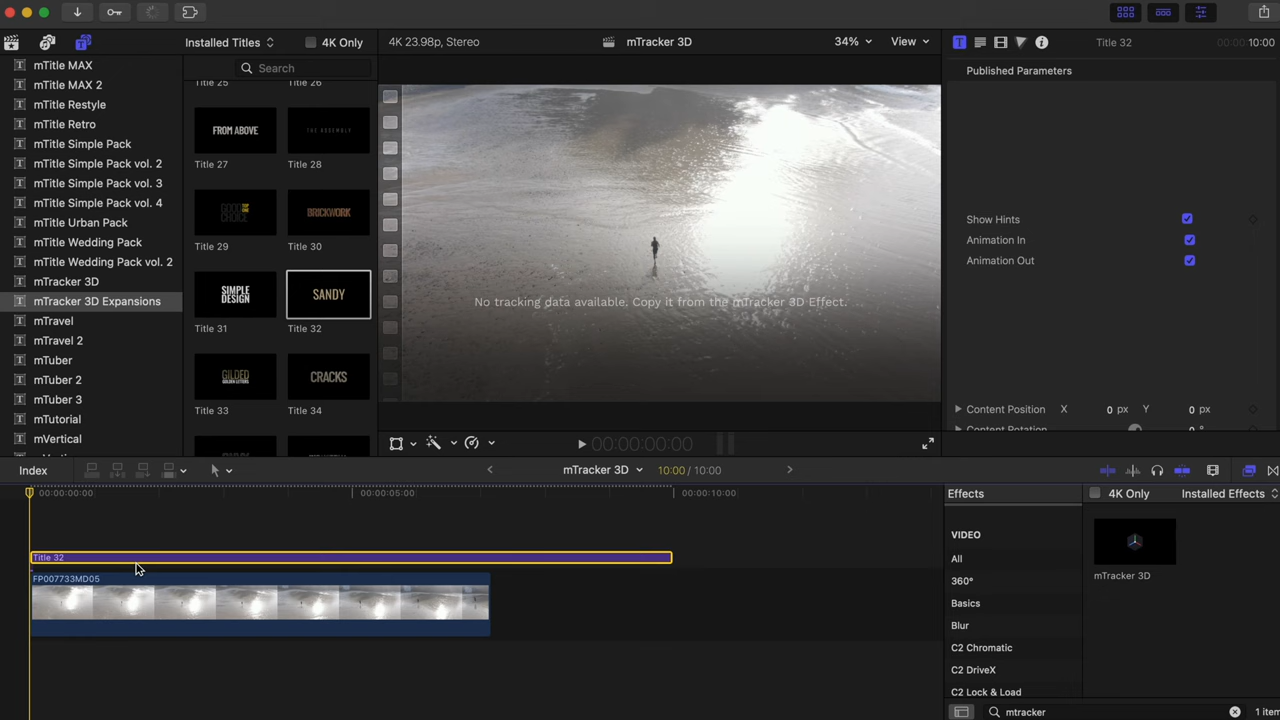 Installed Titles
4K Only
4K 23.98p, Stereo
mTracker 3D
34%
View
Title 32
00:00:10:00
mTitle MAX
mTitle MAX 2
mTitle Restyle
mTitle Retro
mTitle Simple Pack
mTitle Simple Pack vol. 2
mTitle Simple Pack vol. 3
mTitle Simple Pack vol. 4
mTitle Urban Pack
mTitle Wedding Pack
mTitle Wedding Pack vol. 2
mTracker 3D
mTracker 3D Expansions
mTravel
mTravel 2
mTuber
mTuber 2
mTuber 3
mTutorial
mVertical
Search
Title 25
Title 26
FROM ABOVE
THE ASSEMBLY
Title 27
Title 28
GOOD
CHOICE
TOP
ONE
BRICKWORK
Title 29
Title 30
SIMPLE
DESIGN
SANDY
Title 31
Title 32
GILDED
GOLDEN LETTERS
CRACKS
Title 33
Title 34
No tracking data available. Copy it from the mTracker 3D Effect.
00:00:00:00
Published Parameters
Show Hints
Animation In
Animation Out
Content Position X 0 px Y 0 px
Content Rotation 0 °
Index
mTracker 3D
10:00 / 10:00
00:00:00:00
00:00:05:00
00:00:10:00
Title 32
FP007733MD05
Effects
4K Only
Installed Effects
VIDEO
All
360°
Basics
Blur
C2 Chromatic
C2 DriveX
C2 Lock & Load
mTracker 3D
mtracker
1 item